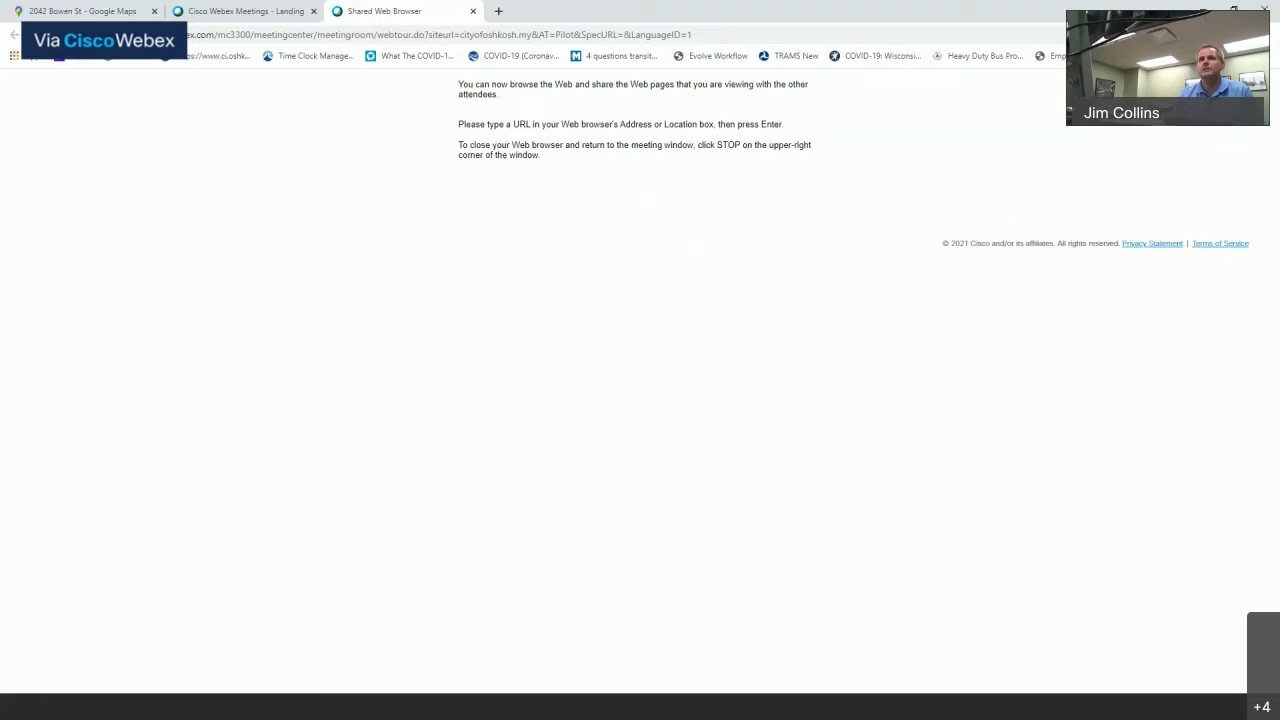 2042 Bowen St - Google Maps
Cisco Webex Meetings - Landing
Shared Web Browser
Via CiscoWebex
ex.com/mc3300/meetingcenter/meetingroom/webtour.do?siteurl=cityofoshkosh.my&AT=Pilot&SpecURL=&LanguageID=1
ps://www.ci.oshk...
Time Clock Manage...
What The COVID-1...
COVID-19 (Coronav...
4 questions transit...
Evolve Workflow
TRAMS New
COVID-19: Wisconsi...
Heavy Duty Bus Pro...
Emp
Jim Collins
You can now browse the Web and share the Web pages that you are viewing with the other
attendees.
Please type a URL in your Web browser's Address or Location box, then press Enter.
To close your Web browser and return to the meeting window, click STOP on the upper-right
corner of the window.
© 2021 Cisco and/or its affiliates. All rights reserved. Privacy Statement | Terms of Service
+4